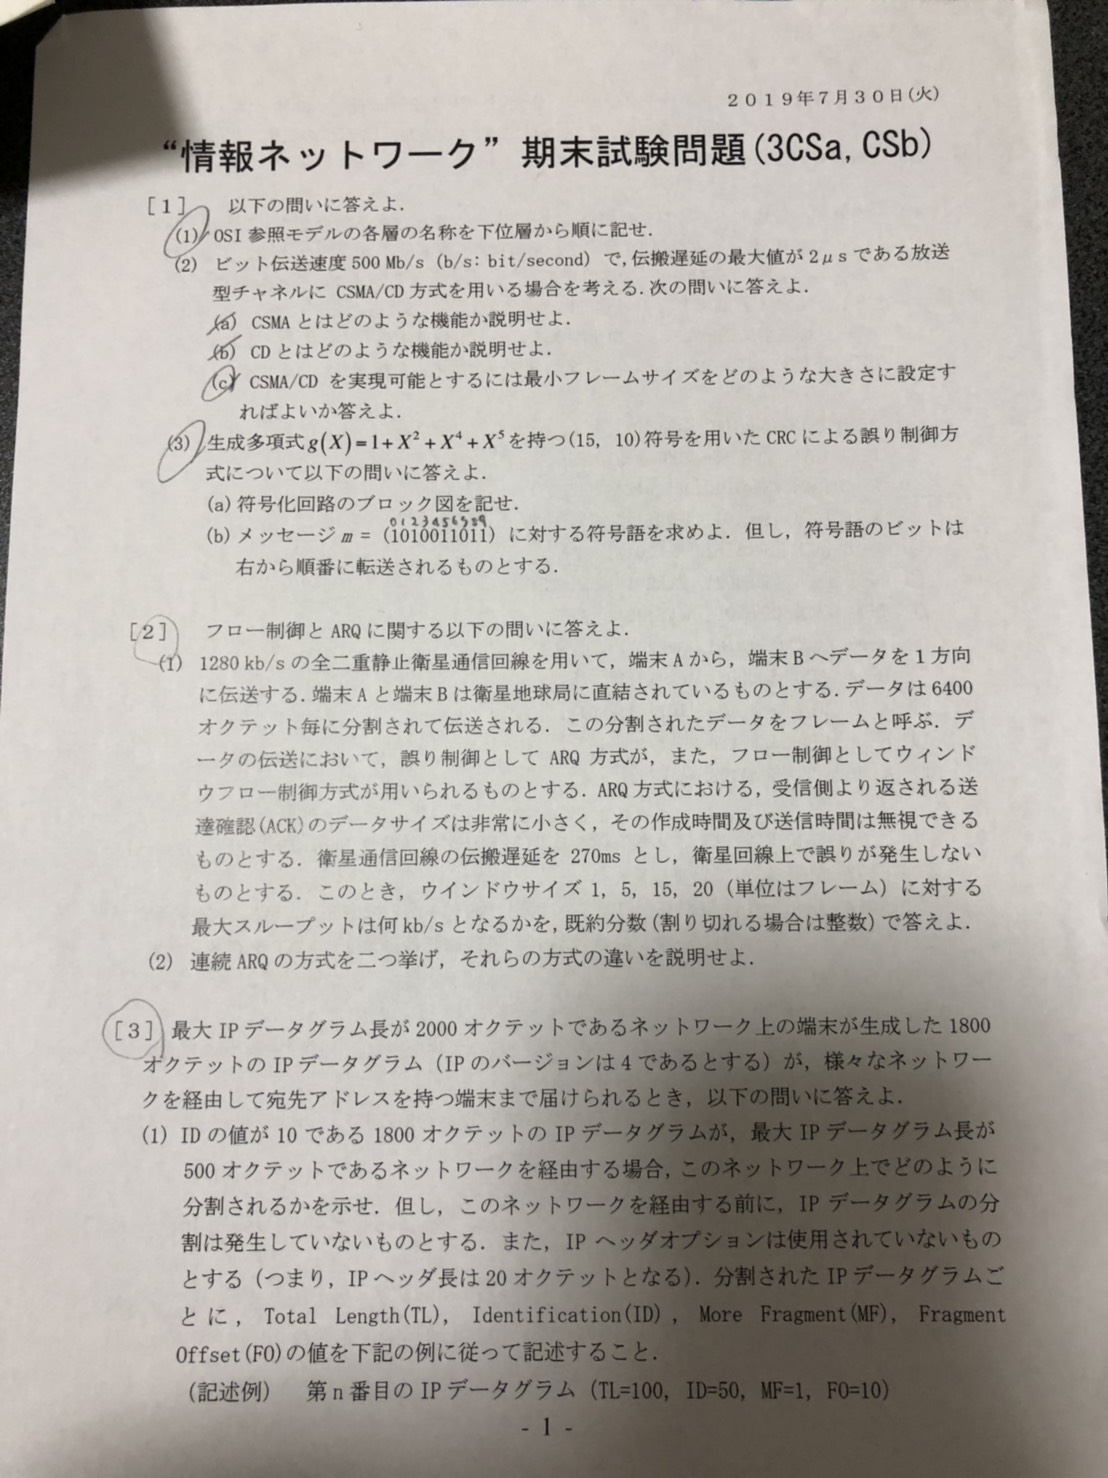 2019年7月30日(火)
“情報ネットワーク” 期末試験問題(3CSa, CSb)
[1] 以下の問いに答えよ.
(1) OSI 参照モデルの各層の名称を下位層から順に記せ.
(2) ビット伝送速度 500 Mb/s (b/s: bit/second) で,伝搬遅延の最大値が 2μs である放送
型チャネルに CSMA/CD 方式を用いる場合を考える.次の問いに答えよ.
(a) CSMA とはどのような機能か説明せよ.
(b) CD とはどのような機能か説明せよ.
(c) CSMA/CD を実現可能とするには最小フレームサイズをどのような大きさに設定す
ればよいか答えよ.
(3) 生成多項式 g(X)=1+X²+X⁴+X⁵を持つ(15, 10)符号を用いた CRC による誤り制御方
式について以下の問いに答えよ.
(a) 符号化回路のブロック図を記せ.
0123456789
(b) メッセージ m = (1010011011) に対する符号語を求めよ. 但し, 符号語のビットは
右から順番に転送されるものとする.
[2] フロー制御と ARQ に関する以下の問いに答えよ.
(1) 1280 kb/s の全二重静止衛星通信回線を用いて, 端末 A から, 端末 B へデータを1方向
に伝送する.端末 A と端末 B は衛星地球局に直結されているものとする.データは 6400
オクテット毎に分割されて伝送される. この分割されたデータをフレームと呼ぶ. デ
ータの伝送において, 誤り制御として ARQ 方式が, また, フロー制御としてウィンド
ウフロー制御方式が用いられるものとする. ARQ 方式における, 受信側より返される送
達確認(ACK)のデータサイズは非常に小さく, その作成時間及び送信時間は無視できる
ものとする. 衛星通信回線の伝搬遅延を 270ms とし, 衛星回線上で誤りが発生しない
ものとする. このとき, ウインドウサイズ 1, 5, 15, 20 (単位はフレーム) に対する
最大スループットは何 kb/s となるかを,既約分数(割り切れる場合は整数)で答えよ.
(2) 連続 ARQ の方式を二つ挙げ, それらの方式の違いを説明せよ.
[3] 最大 IP データグラム長が 2000 オクテットであるネットワーク上の端末が生成した 1800
オクテットの IP データグラム (IP のバージョンは 4 であるとする) が, 様々なネットワー
クを経由して宛先アドレスを持つ端末まで届けられるとき, 以下の問いに答えよ.
(1) ID の値が 10 である 1800 オクテットの IP データグラムが, 最大 IP データグラム長が
500 オクテットであるネットワークを経由する場合,このネットワーク上でどのように
分割されるかを示せ. 但し, このネットワークを経由する前に, IP データグラムの分
割は発生していないものとする. また, IP ヘッダオプションは使用されていないもの
とする (つまり, IP ヘッダ長は 20 オクテットとなる). 分割された IP データグラムご
とに, Total Length(TL), Identification(ID), More Fragment(MF), Fragment
Offset(FO)の値を下記の例に従って記述すること.
(記述例) 第 n 番目の IP データグラム (TL=100, ID=50, MF=1, FO=10)
- 1 -